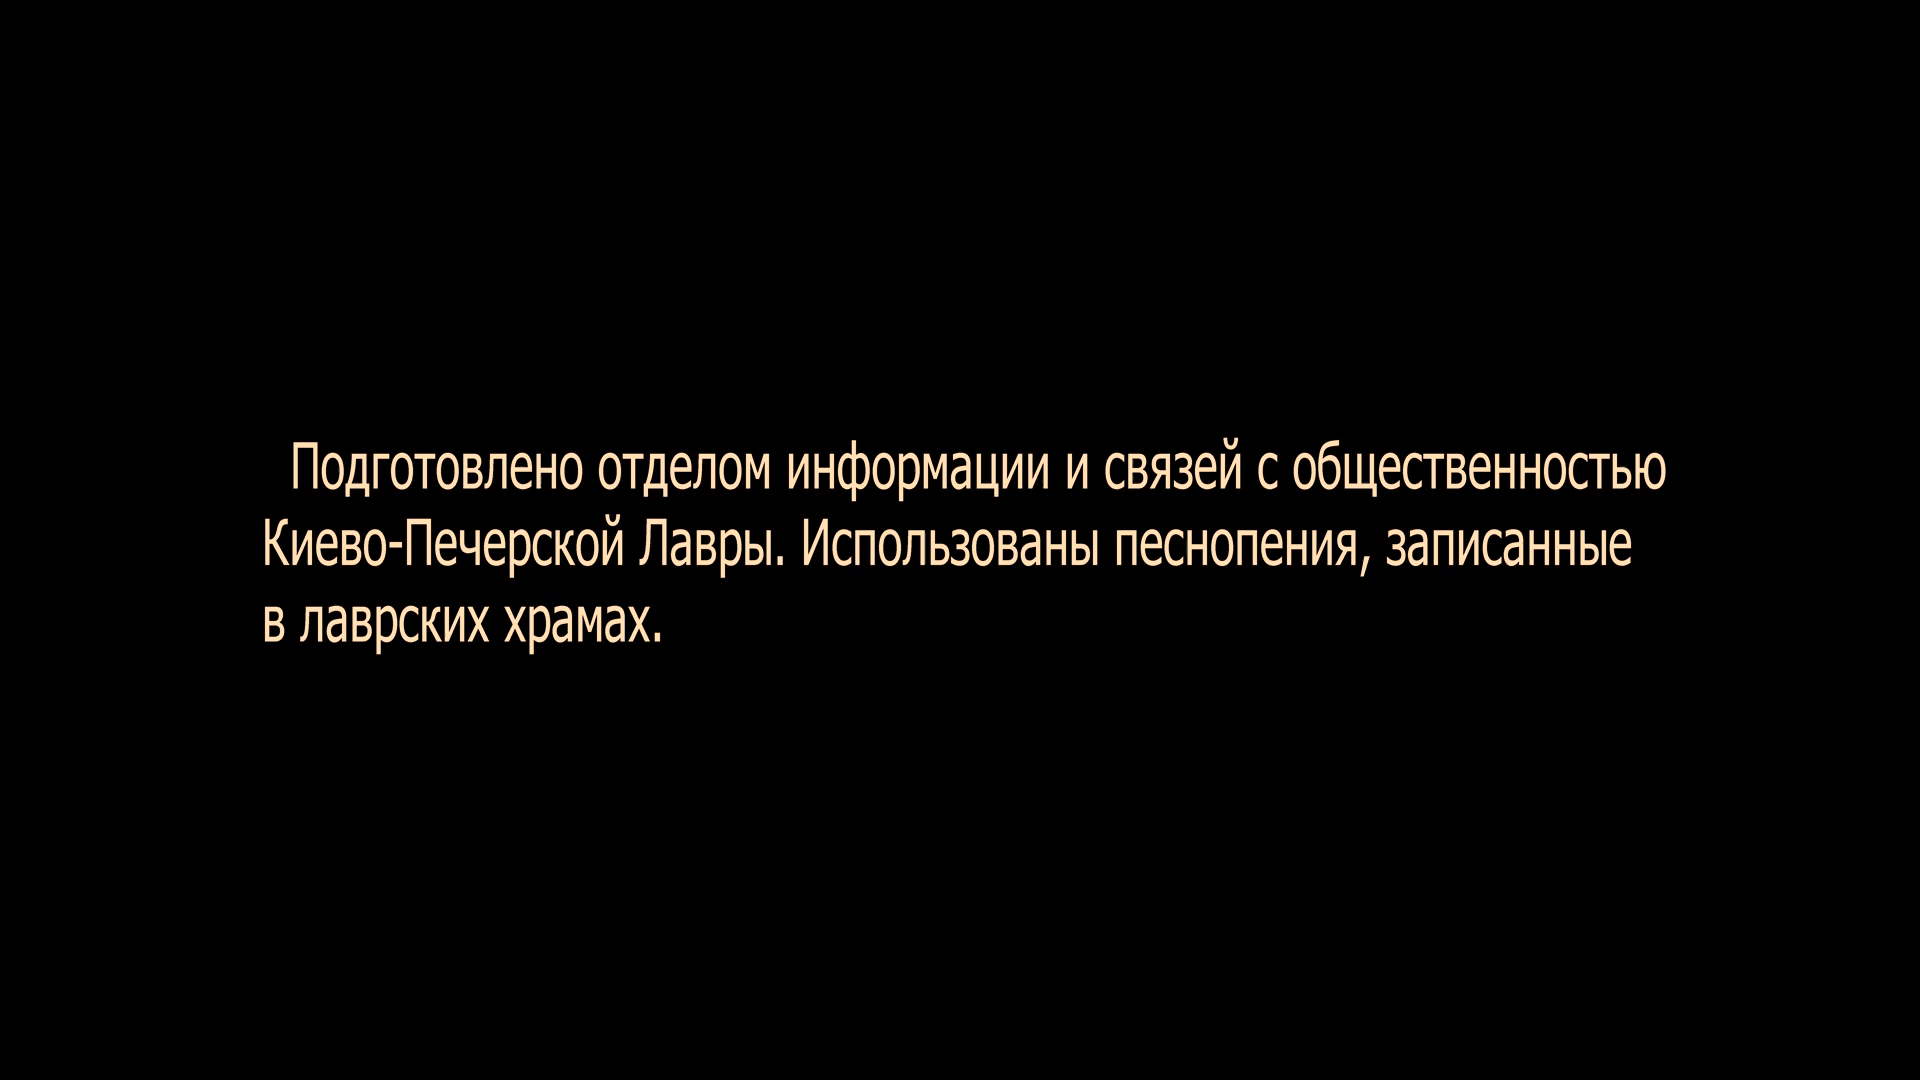 Подготовлено отделом информации и связей с общественностью
Киево-Печерской Лавры. Использованы песнопения, записанные
в лаврских храмах.